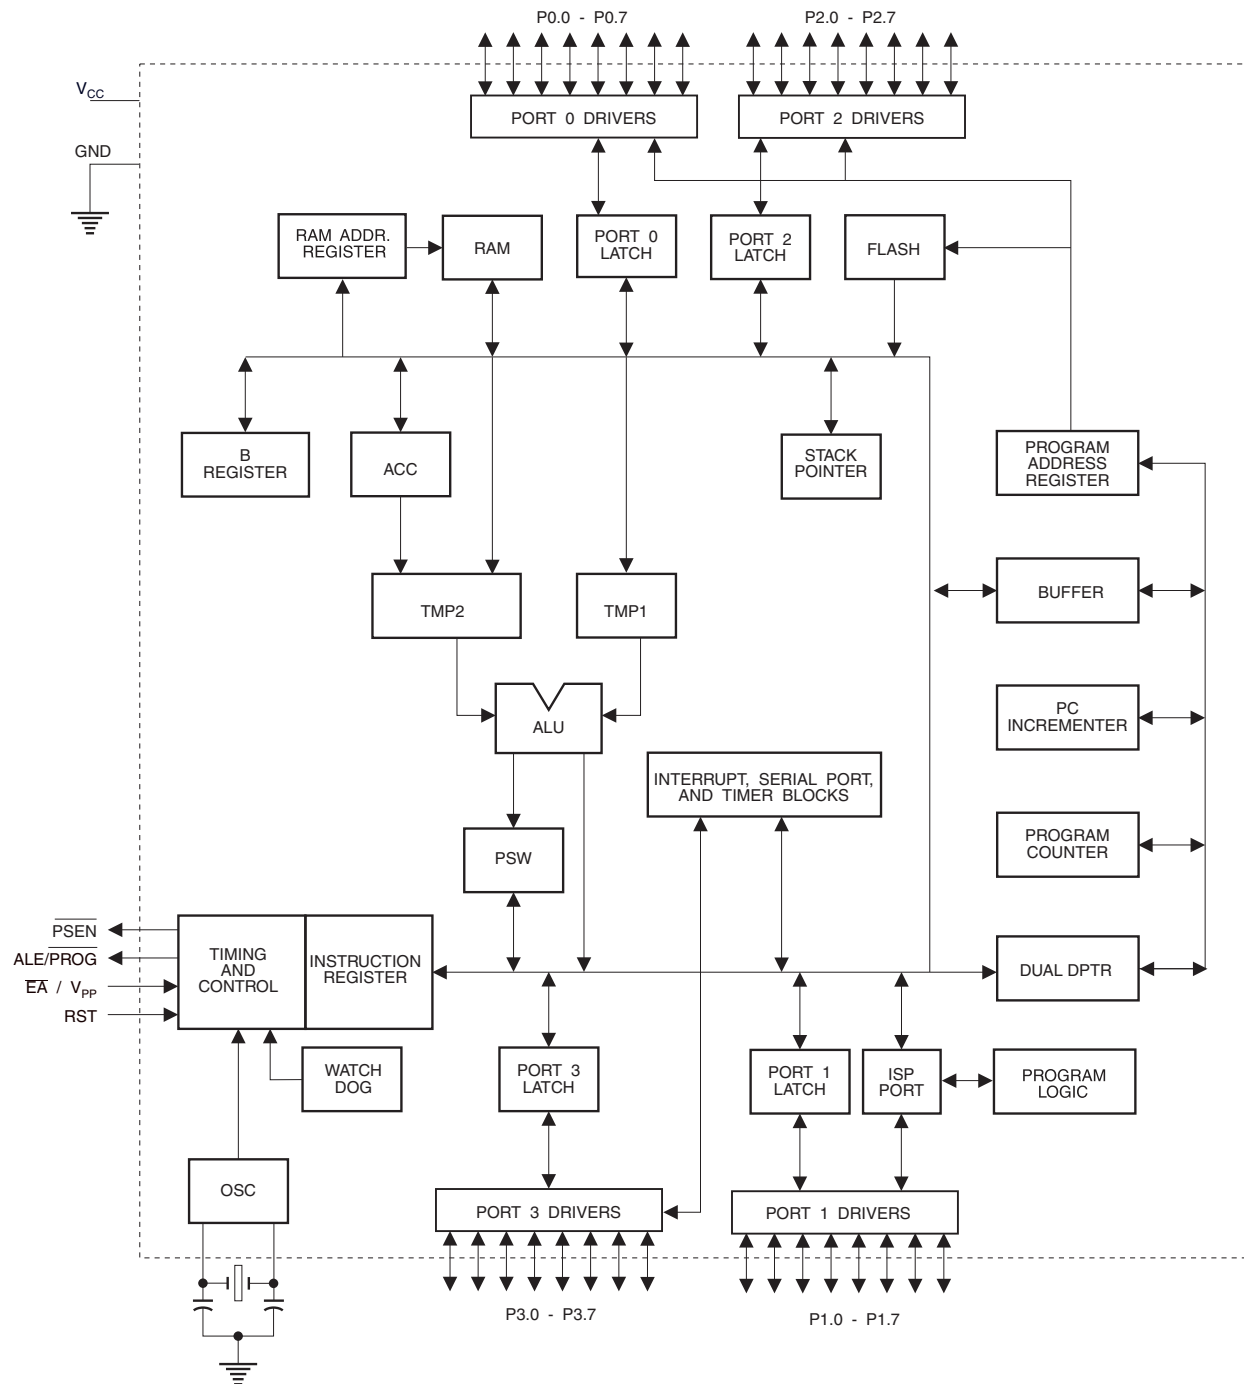 P0.0 - P0.7
P2.0 - P2.7
VCC
PORT 0 DRIVERS
PORT 2 DRIVERS
GND
RAM ADDR.
REGISTER
RAM
PORT 0
LATCH
PORT 2
LATCH
FLASH
B
REGISTER
ACC
STACK
POINTER
PROGRAM
ADDRESS
REGISTER
BUFFER
TMP2
TMP1
PC
INCREMENTER
ALU
INTERRUPT, SERIAL PORT,
AND TIMER BLOCKS
PSW
PROGRAM
COUNTER
PSEN
ALE/PROG
EA / VPP
RST
TIMING
AND
CONTROL
INSTRUCTION
REGISTER
DUAL DPTR
WATCH
DOG
PORT 3
LATCH
PORT 1
LATCH
ISP
PORT
PROGRAM
LOGIC
OSC
PORT 3 DRIVERS
PORT 1 DRIVERS
P3.0 - P3.7
P1.0 - P1.7